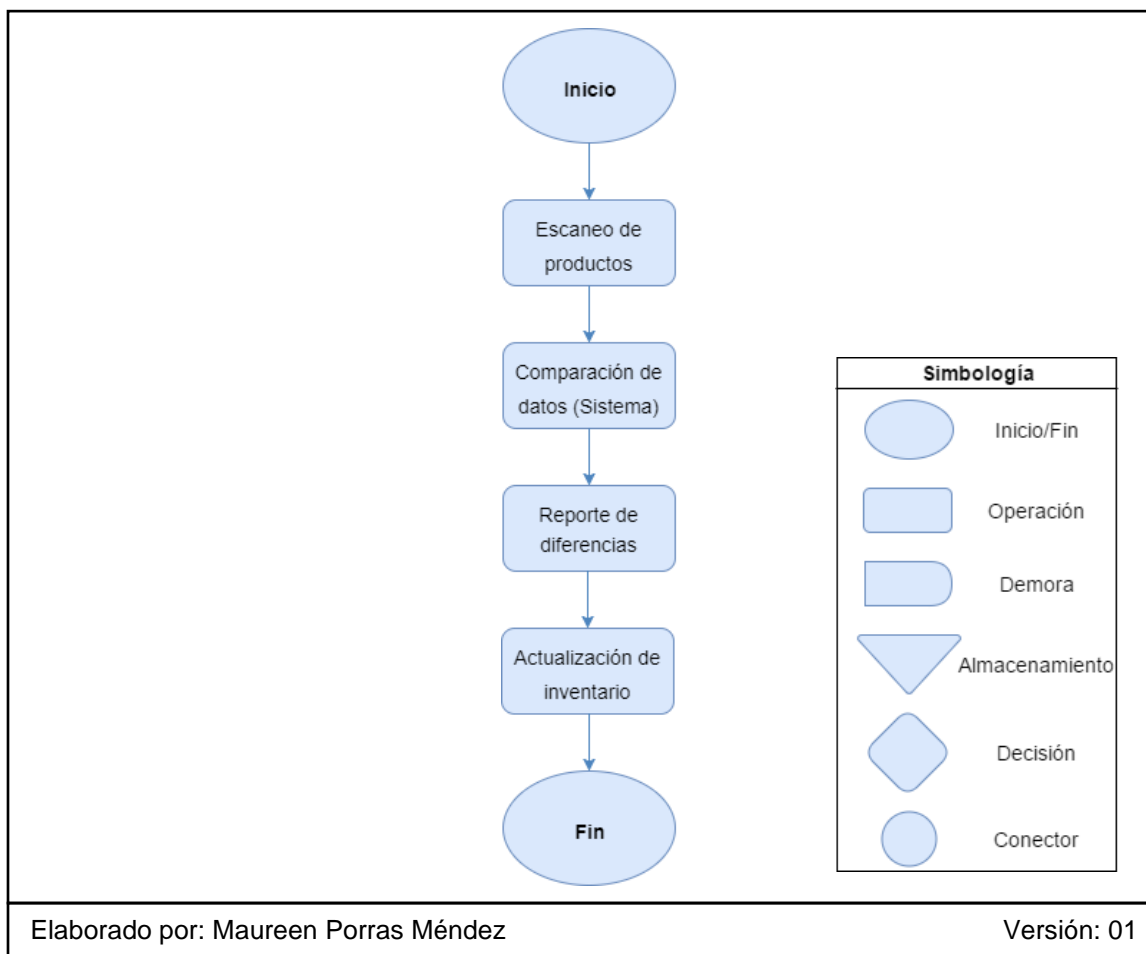 Inicio
Escaneo de
productos
Comparación de
datos (Sistema)
Reporte de
diferencias
Actualización de
inventario
Fin
Simbología
Inicio/Fin
Operación
Demora
Almacenamiento
Decisión
Conector
Elaborado por: Maureen Porras Méndez
Versión: 01